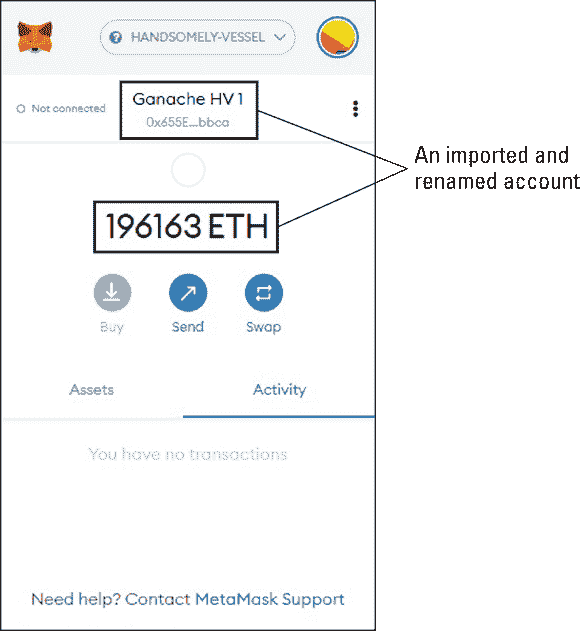 HANDSOMELY-VESSEL
Not connected
Ganache HV 1
0x655E...bbca
196163 ETH
An imported and
renamed account
Buy
Send
Swap
Assets
Activity
You have no transactions
Need help? Contact MetaMask Support